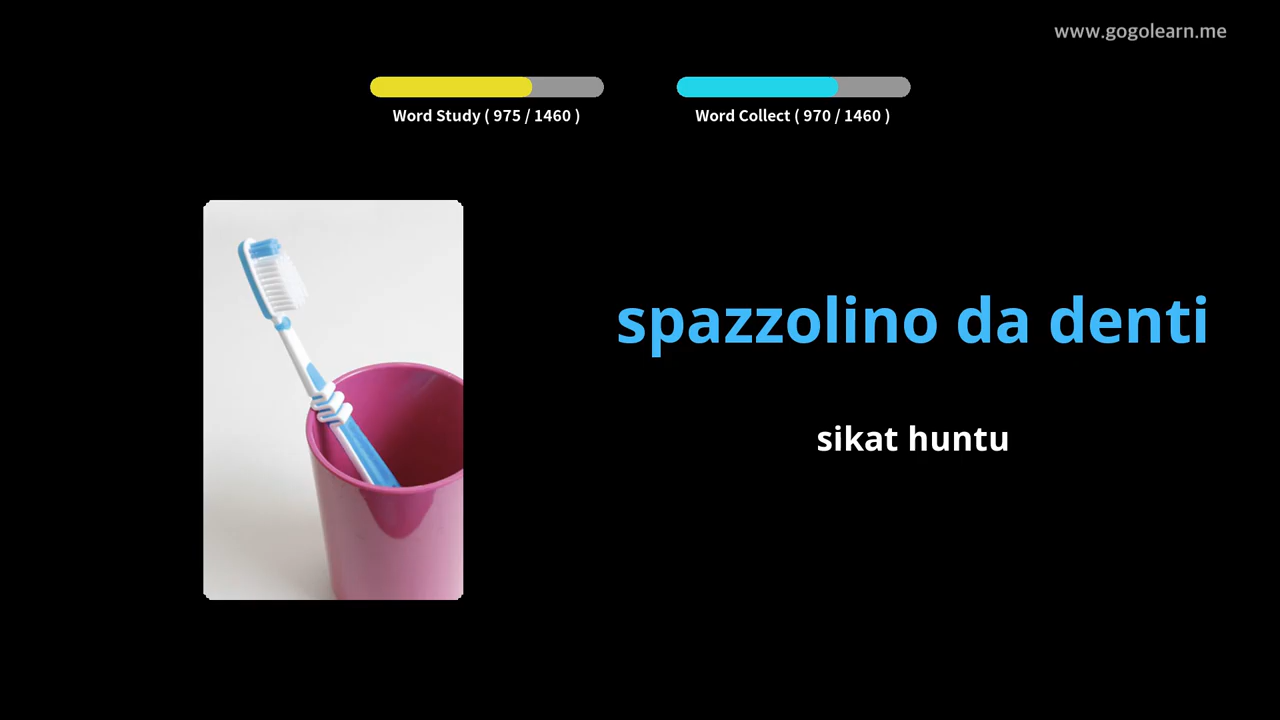 www.gogolearn.me
Word Study ( 975 / 1460 )
Word Collect ( 970 / 1460 )
spazzolino da denti
sikat huntu